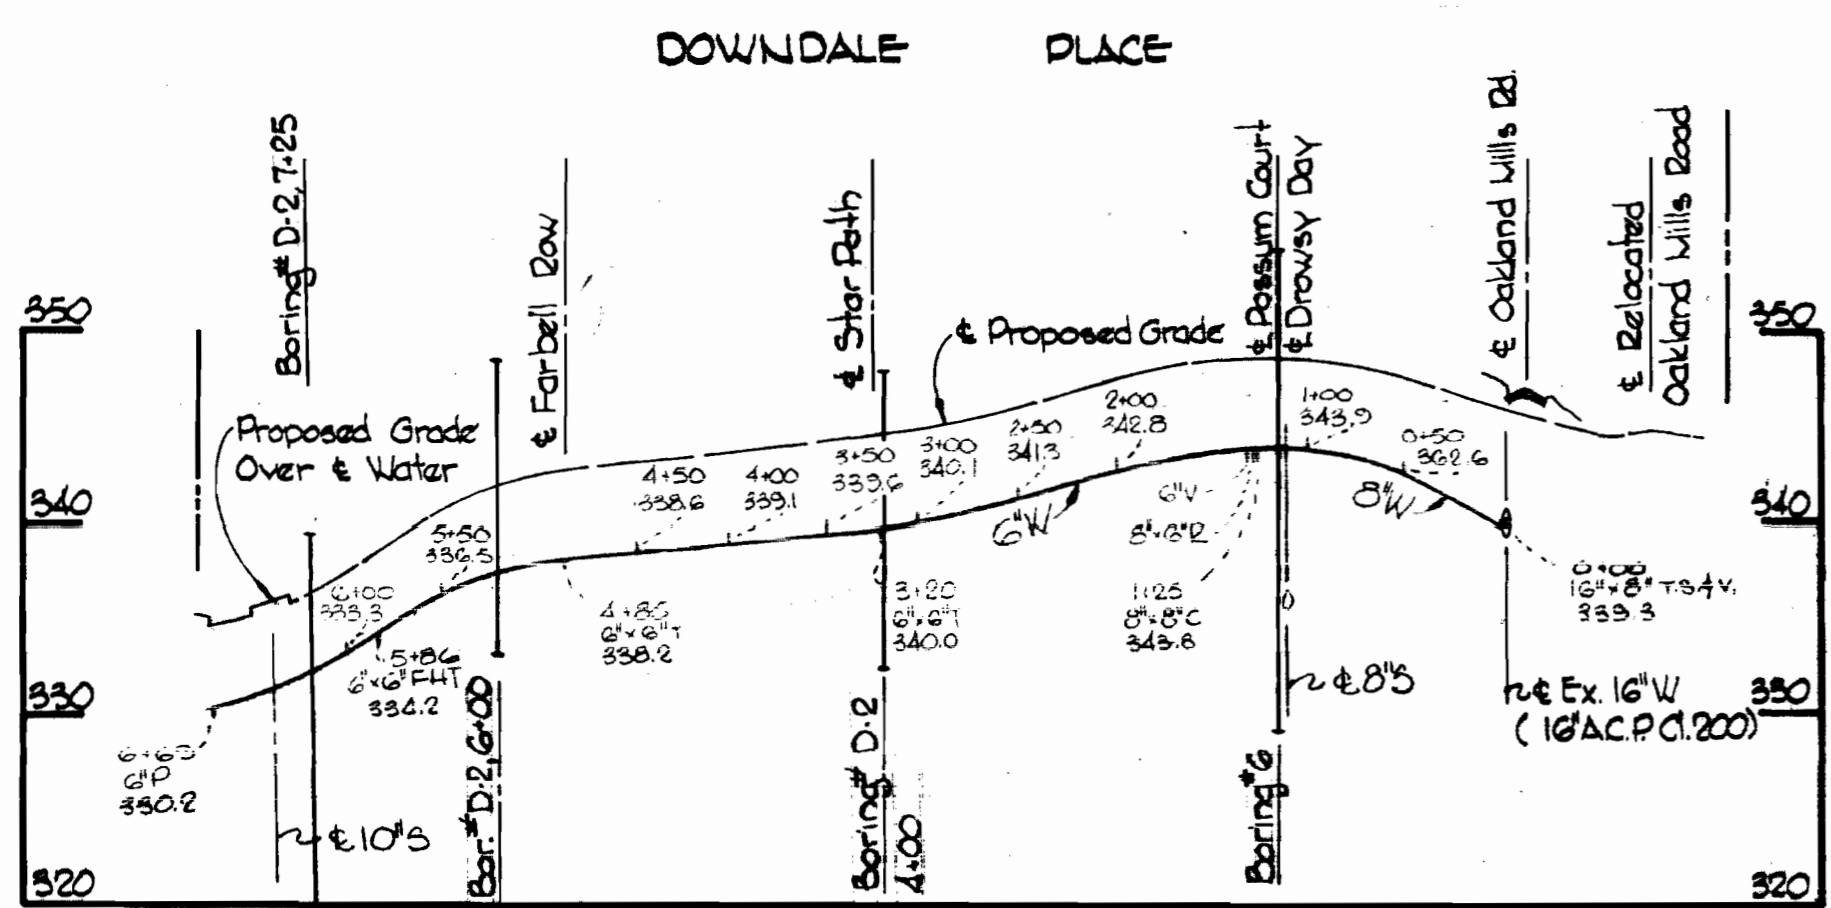 DOWNDALE PLACE
Boring # D-2, 7+25
¢ Farbell Row
¢ Star Path
¢ Possum Court
¢ Drowsy Day
¢ Oakland Mills Rd.
¢ Relocated
Oakland Mills Road
350
350
¢ Proposed Grade
Proposed Grade
Over ¢ Water
340
340
5+50
336.5
4+50
338.6
4+00
339.1
3+50
339.6
3+00
340.1
2+50
341.3
2+00
342.8
1+00
343.9
0+50
362.6
6"W
6"V
8"x6"R
8"W
6+00
333.3
5+86
6"x6"FHT
334.2
4+85
6"x6"T
338.2
3+20
6"x6"T
340.0
1+25
8"x8"C
343.8
0+00
16"x8" T.S.&V.
339.3
330
330
6"P
330.2
¢ 10"S
Bor. # D-2, 6+00
Boring # D-2
4+00
Boring #6
¢ 8"S
¢ Ex. 16"W
(16"A.C.P. Cl.200)
320
320